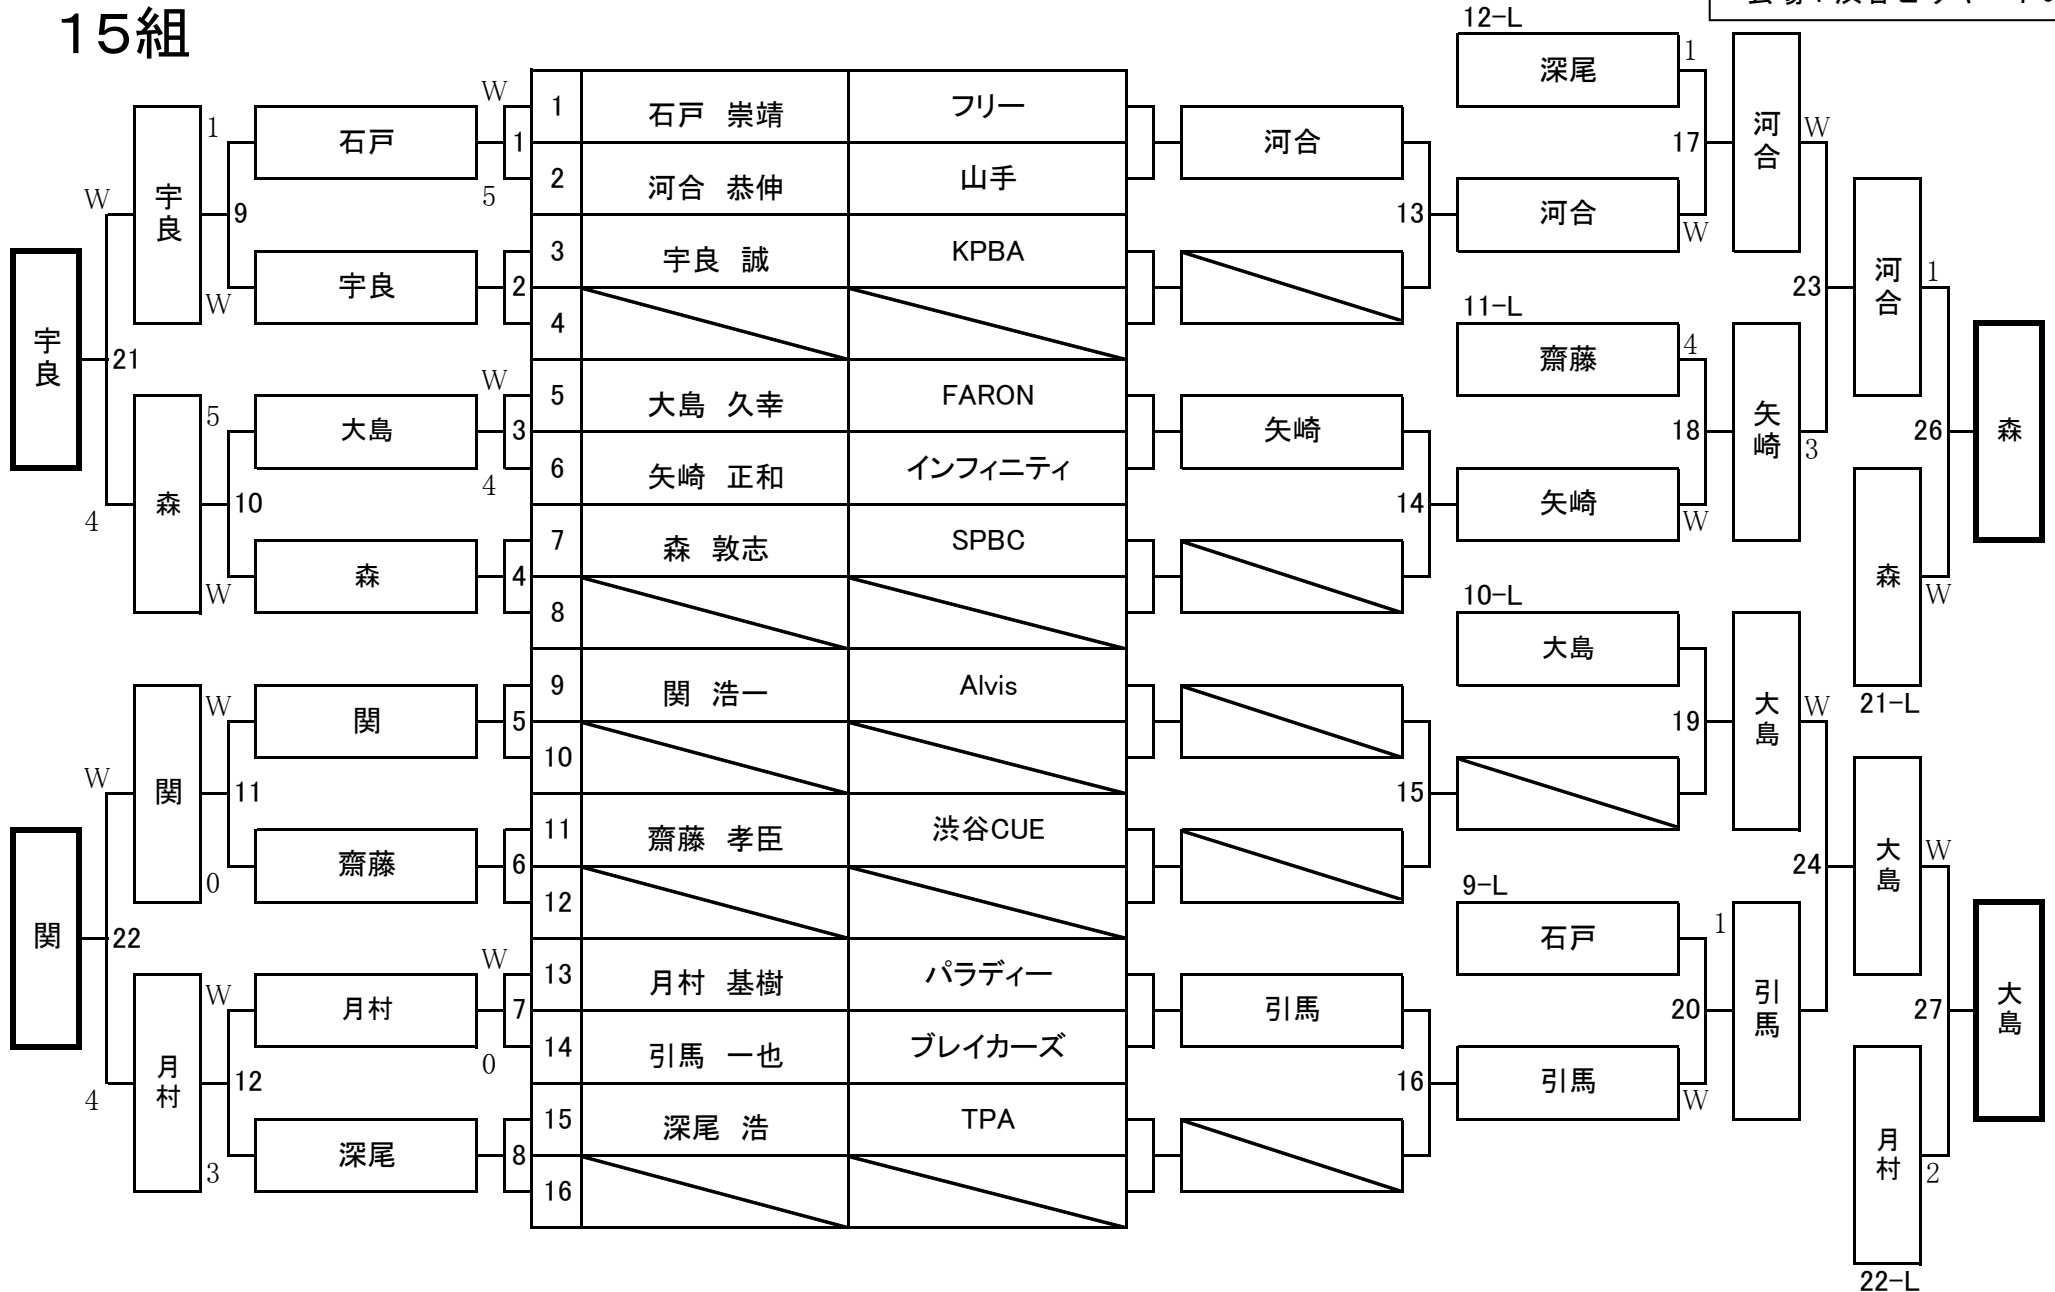 15組
1 石戸 崇靖 フリー
2 河合 恭伸 山手
3 宇良 誠 KPBA
4
5 大島 久幸 FARON
6 矢崎 正和 インフィニティ
7 森 敦志 SPBC
8
9 関 浩一 Alvis
10
11 齋藤 孝臣 渋谷CUE
12
13 月村 基樹 パラディー
14 引馬 一也 ブレイカーズ
15 深尾 浩 TPA
16
W
石戸
1
5
宇良
2
W
大島
3
4
森
4
関
5
齋藤
6
W
月村
7
0
深尾
8
1
宇良
9
W
5
森
10
W
W
関
11
0
W
月村
12
3
W
宇良
21
4
W
関
22
4
河合
13
矢崎
14
15
引馬
16
12-L
深尾
1
17
河合
W
11-L
齋藤
4
18
矢崎
W
10-L
大島
19
9-L
石戸
1
20
引馬
W
河合
W
23
矢崎
3
大島
W
24
引馬
河合
1
26
森
W
21-L
大島
W
27
月村
2
22-L
森
大島